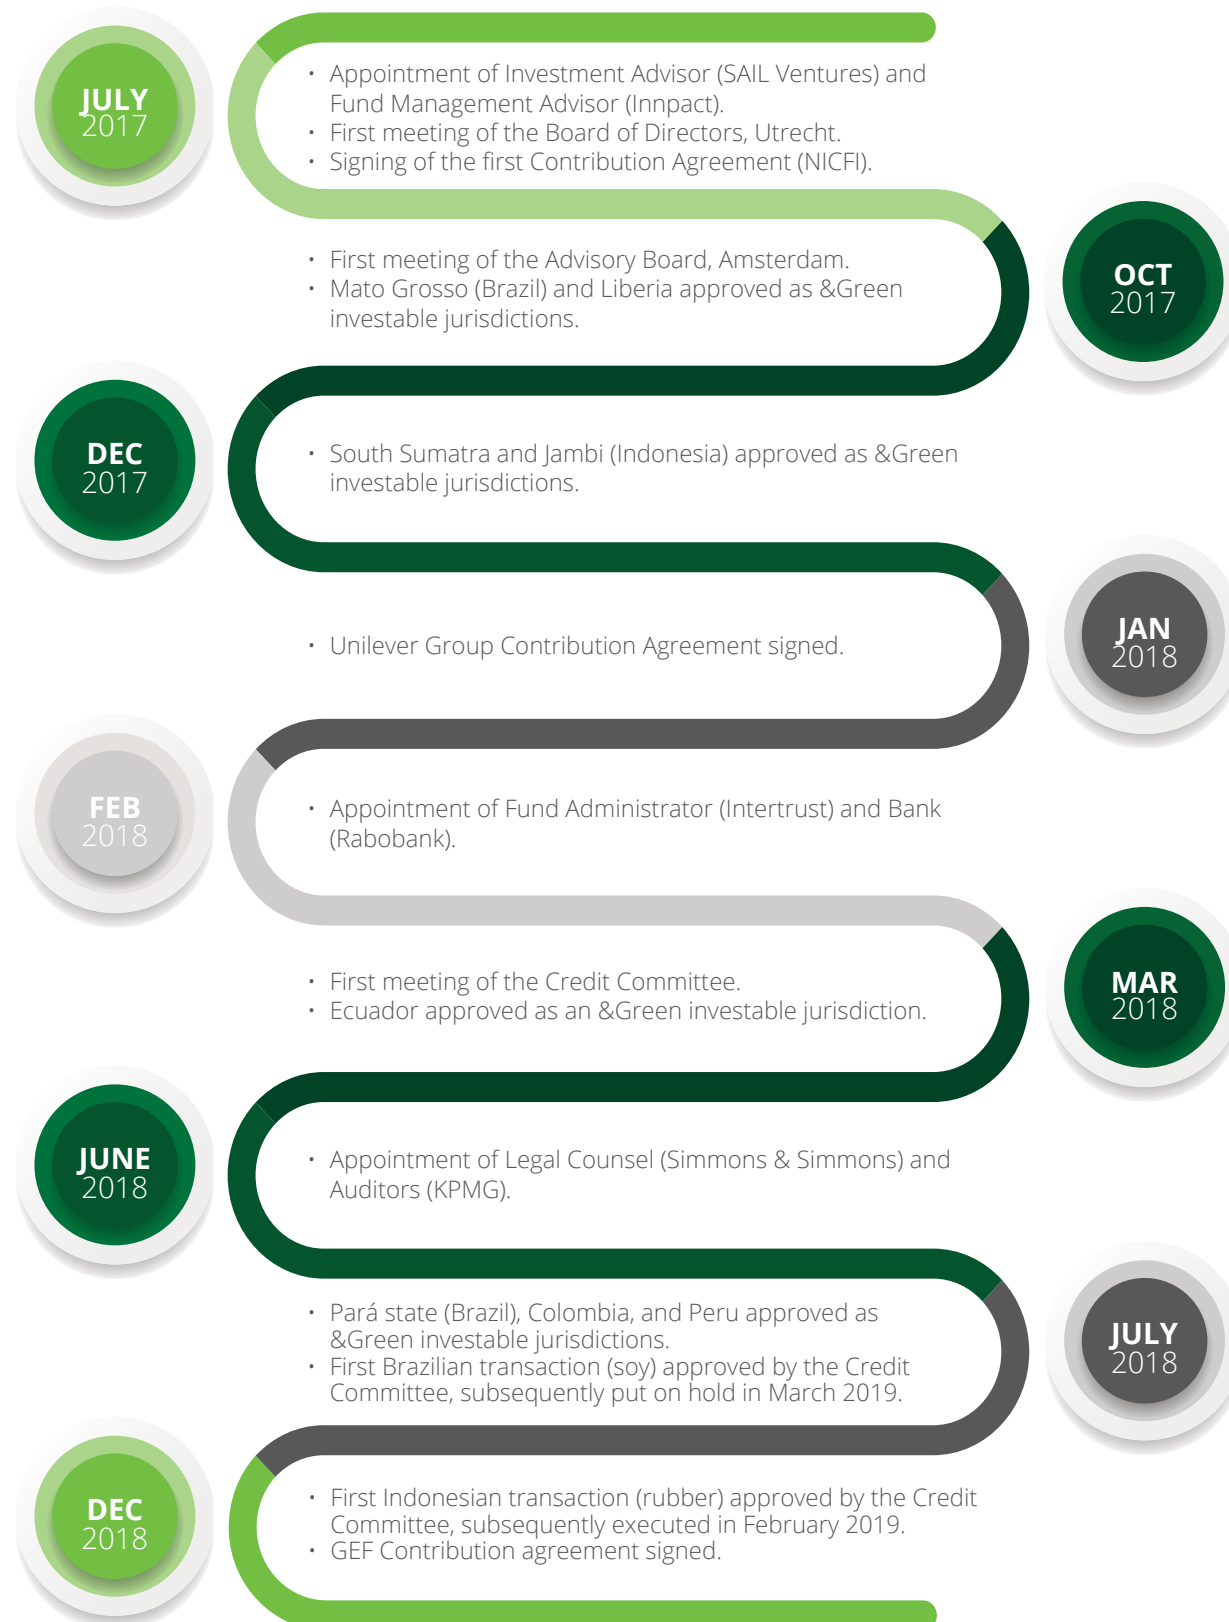 JULY
2017
• Appointment of Investment Advisor (SAIL Ventures) and
Fund Management Advisor (Innpact).
• First meeting of the Board of Directors, Utrecht.
• Signing of the first Contribution Agreement (NICFI).
OCT
2017
• First meeting of the Advisory Board, Amsterdam.
• Mato Grosso (Brazil) and Liberia approved as &Green
investable jurisdictions.
DEC
2017
• South Sumatra and Jambi (Indonesia) approved as &Green
investable jurisdictions.
JAN
2018
• Unilever Group Contribution Agreement signed.
FEB
2018
• Appointment of Fund Administrator (Intertrust) and Bank
(Rabobank).
MAR
2018
• First meeting of the Credit Committee.
• Ecuador approved as an &Green investable jurisdiction.
JUNE
2018
• Appointment of Legal Counsel (Simmons & Simmons) and
Auditors (KPMG).
JULY
2018
• Pará state (Brazil), Colombia, and Peru approved as
&Green investable jurisdictions.
• First Brazilian transaction (soy) approved by the Credit
Committee, subsequently put on hold in March 2019.
DEC
2018
• First Indonesian transaction (rubber) approved by the Credit
Committee, subsequently executed in February 2019.
• GEF Contribution agreement signed.